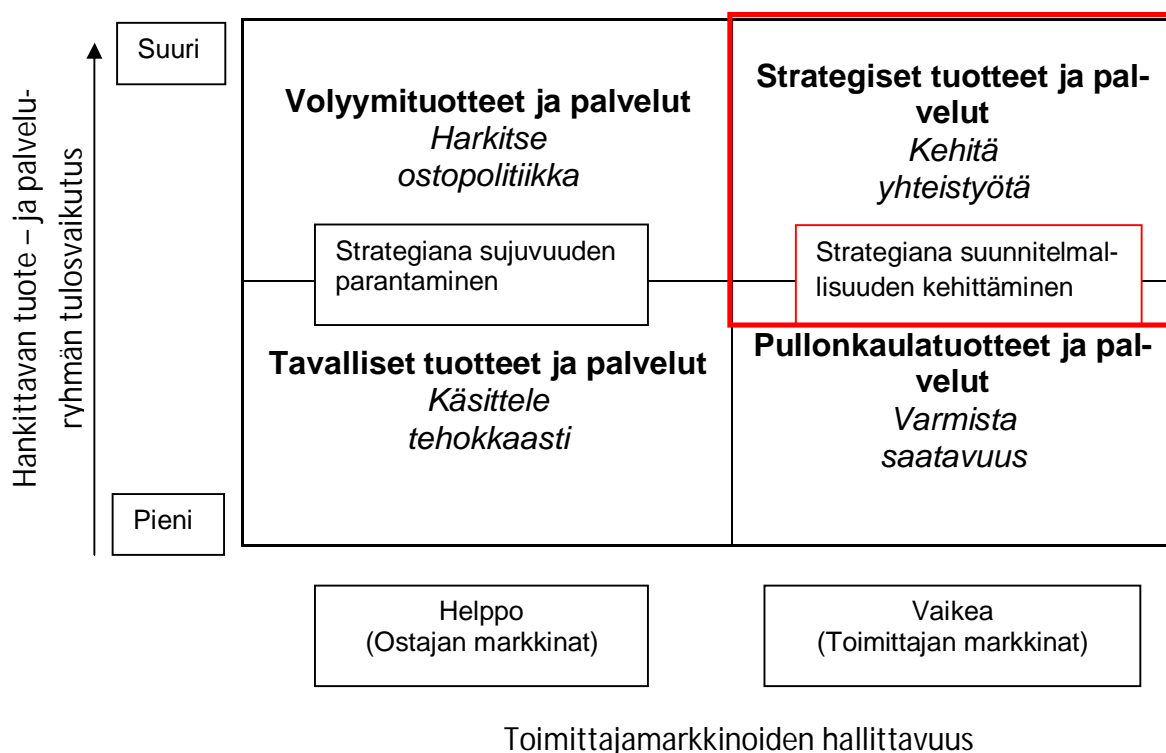 Hankittavan tuote – ja palvelu-
ryhmän tulosvaikutus
Suuri
Volyymituotteet ja palvelut
Harkitse
ostopolitiikka
Strategiset tuotteet ja pal-
velut
Kehitä
yhteistyötä
Strategiana sujuvuuden
parantaminen
Strategiana suunnitelmal-
lisuuden kehittäminen
Tavalliset tuotteet ja palvelut
Käsittele
tehokkaasti
Pullonkaulatuotteet ja pal-
velut
Varmista
saatavuus
Pieni
Helppo
(Ostajan markkinat)
Vaikea
(Toimittajan markkinat)
Toimittajamarkkinoiden hallittavuus